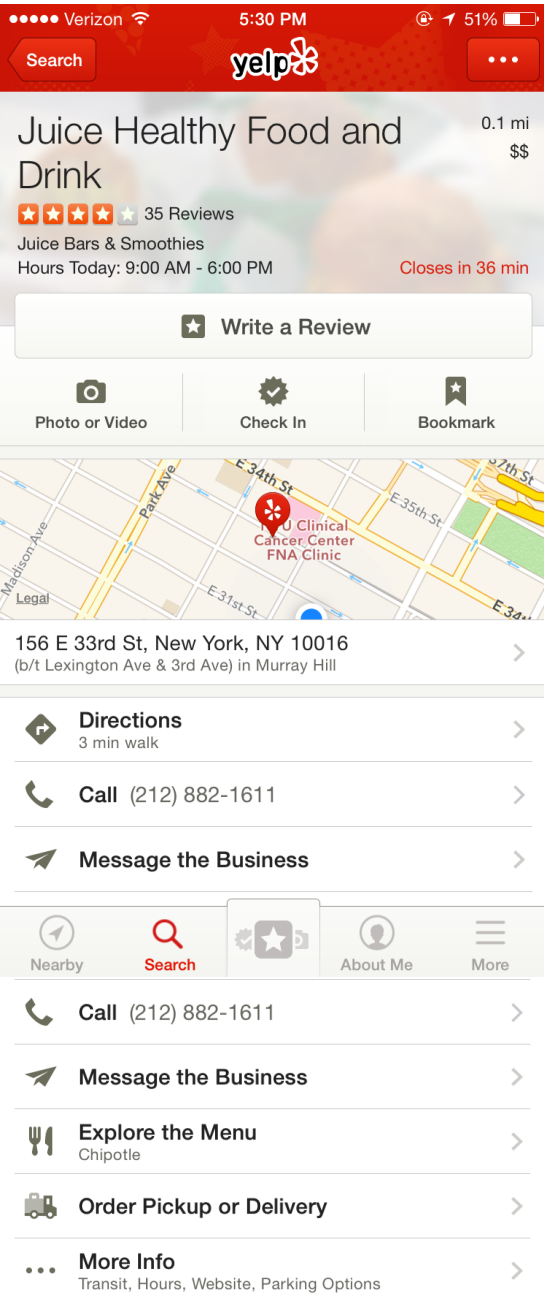 Verizon 5:30 PM 51%
Search yelp
Juice Healthy Food and
Drink
0.1 mi
$$
35 Reviews
Juice Bars & Smoothies
Hours Today: 9:00 AM - 6:00 PM Closes in 36 min
Write a Review
Photo or Video Check In Bookmark
Madison Ave
Park Ave
E 34th St
E 35th St
37th St
U Clinical
Cancer Center
FNA Clinic
E 31st St
Legal
156 E 33rd St, New York, NY 10016
(b/t Lexington Ave & 3rd Ave) in Murray Hill
Directions
3 min walk
Call (212) 882-1611
Message the Business
Nearby Search About Me More
Call (212) 882-1611
Message the Business
Explore the Menu
Chipotle
Order Pickup or Delivery
More Info
Transit, Hours, Website, Parking Options